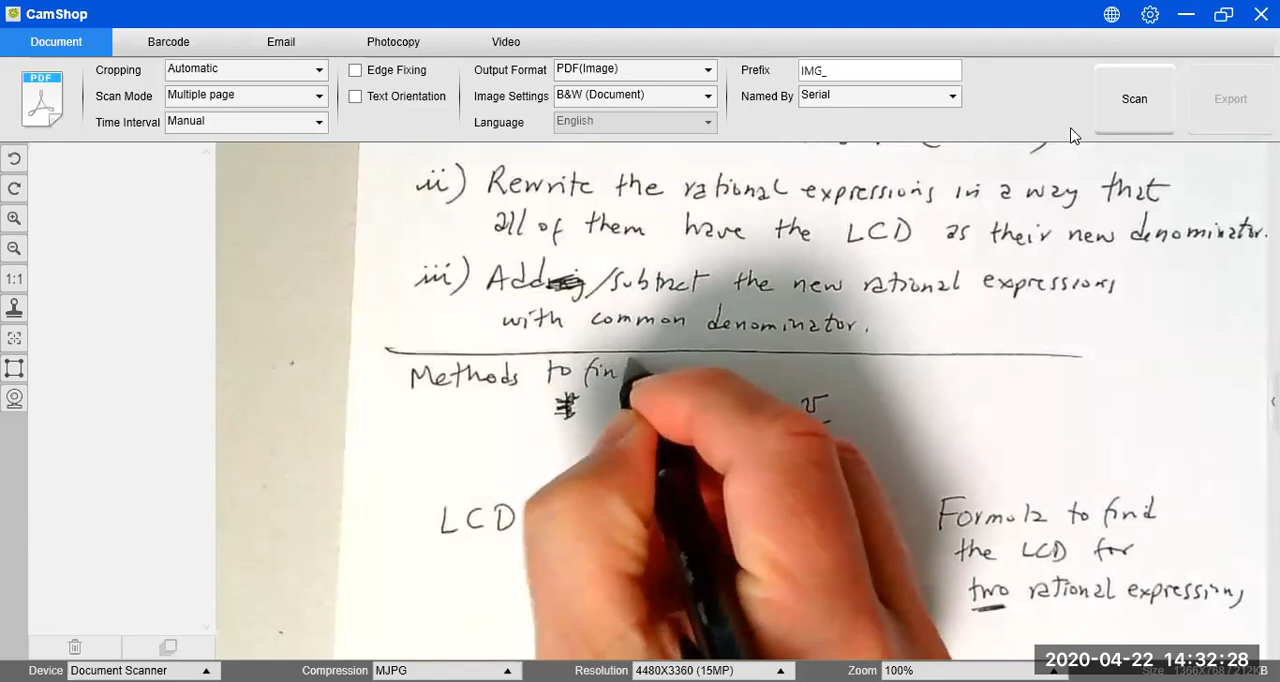 CamShop
Document Barcode Email Photocopy Video
PDF
Cropping Automatic
Scan Mode Multiple page
Time Interval Manual
Edge Fixing
Text Orientation
Output Format PDF(Image)
Image Settings B&W (Document)
Language English
Prefix IMG_
Named By Serial
Scan
Export
1:1
ii) Rewrite the rational expressions in a way that
all of them have the LCD as their new denominator.
iii) Add /subtract the new rational expressions
with common denominator.
Methods to fin
LCD
Formula to find
the LCD for
two rational expressions
2020-04-22 14:32:28
Device Document Scanner Compression MJPG Resolution 4480X3360 (15MP) Zoom 100%